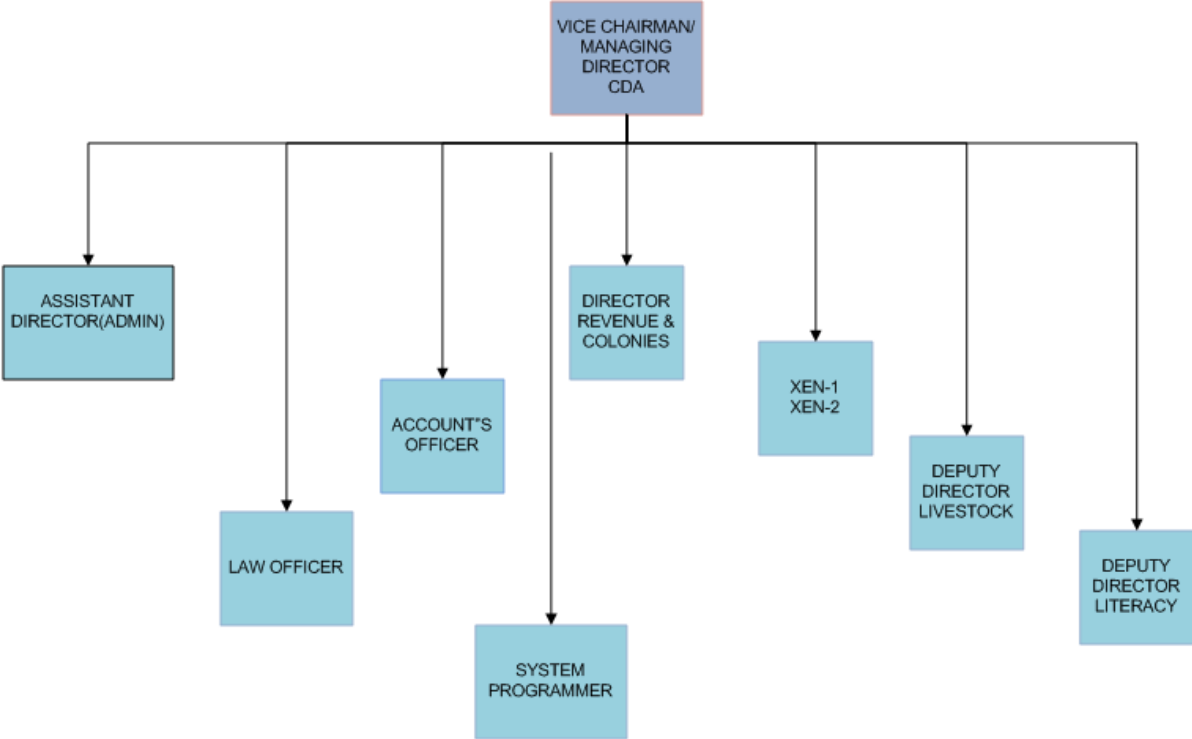 VICE CHAIRMAN/
MANAGING
DIRECTOR
CDA
ASSISTANT
DIRECTOR(ADMIN)
LAW OFFICER
ACCOUNT"S
OFFICER
SYSTEM
PROGRAMMER
DIRECTOR
REVENUE &
COLONIES
XEN-1
XEN-2
DEPUTY
DIRECTOR
LIVESTOCK
DEPUTY
DIRECTOR
LITERACY